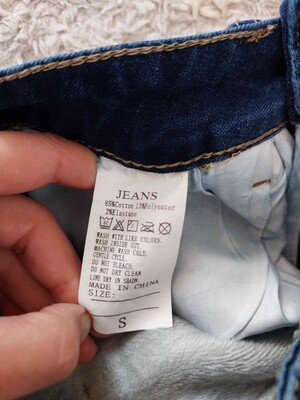 JEANS
85%Cotton 13%Polyester
2%Elastane
WASH WITH LIKE COLORS.
WASH INSIDE OUT.
MACHINE WASH COLD.
GENTLE CYCLE.
DO NOT BLEACH.
DO NOT DRY CLEAN
LINE DRY IN SHADE.
MADE IN CHINA
SIZE:
S